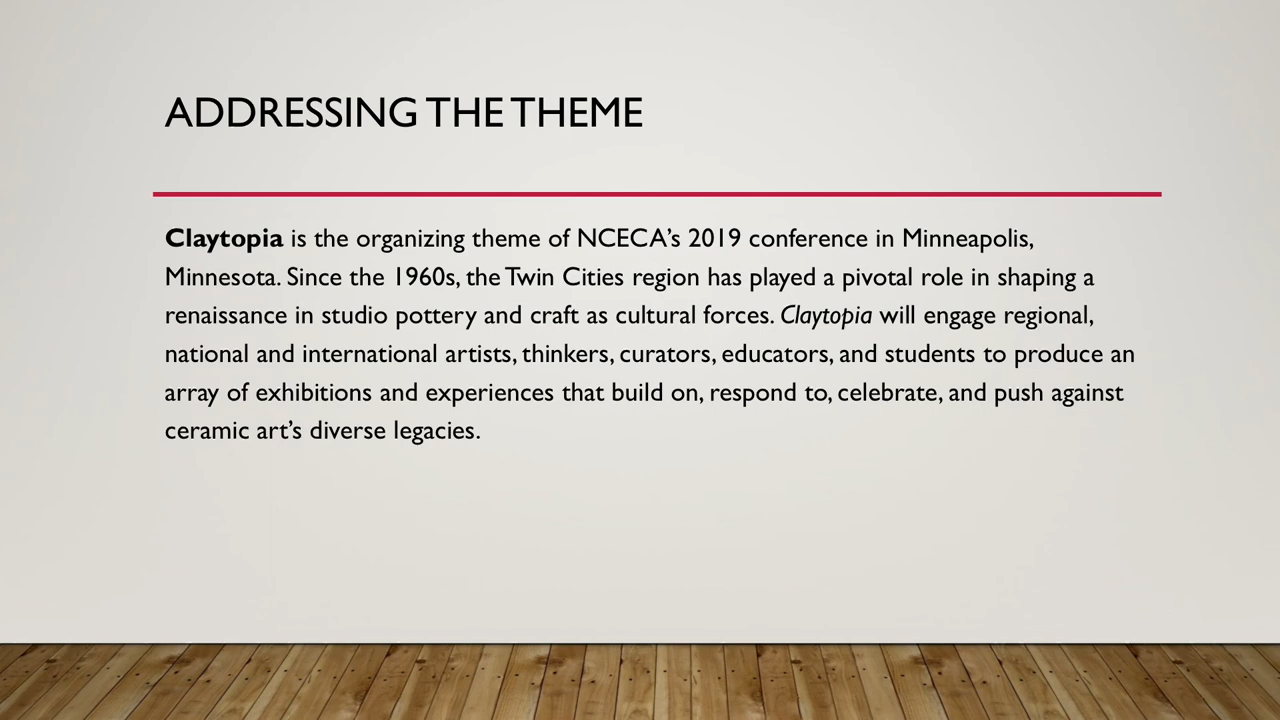 ADDRESSING THE THEME
Claytopia is the organizing theme of NCECA’s 2019 conference in Minneapolis,
Minnesota. Since the 1960s, the Twin Cities region has played a pivotal role in shaping a
renaissance in studio pottery and craft as cultural forces. Claytopia will engage regional,
national and international artists, thinkers, curators, educators, and students to produce an
array of exhibitions and experiences that build on, respond to, celebrate, and push against
ceramic art’s diverse legacies.